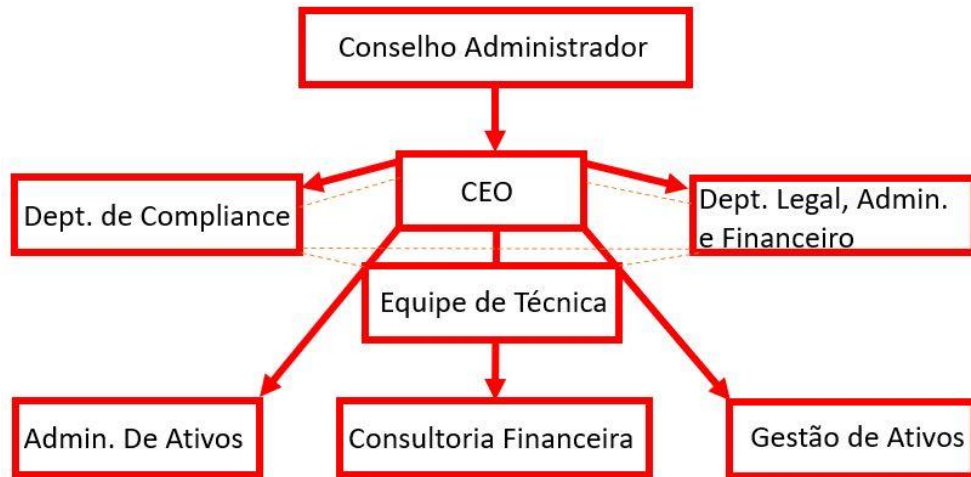 Conselho Administrador
CEO
Dept. de Compliance
Dept. Legal, Admin.
e Financeiro
Equipe de Técnica
Admin. De Ativos
Consultoria Financeira
Gestão de Ativos